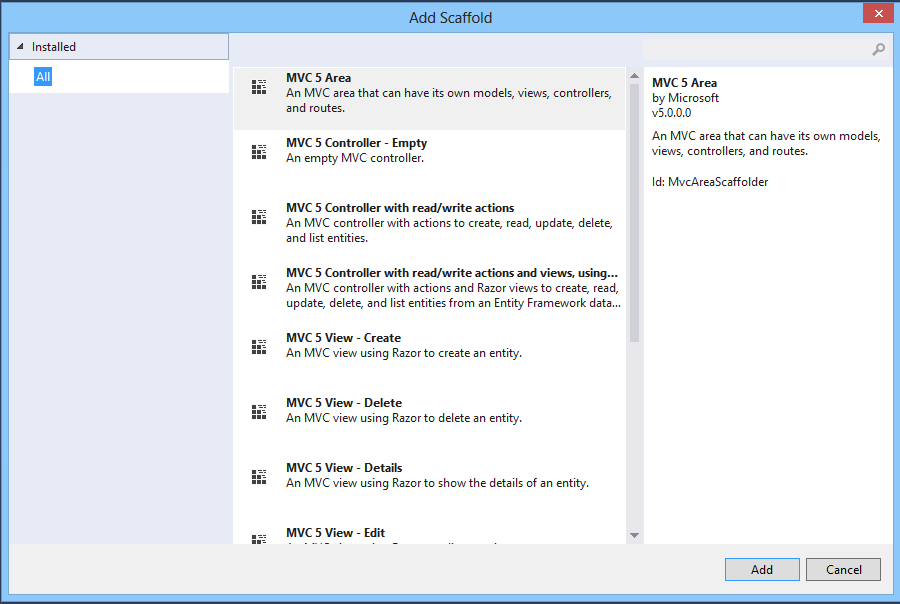 Add Scaffold
Installed
All
MVC 5 Area
An MVC area that can have its own models, views, controllers,
and routes.
MVC 5 Controller - Empty
An empty MVC controller.
MVC 5 Controller with read/write actions
An MVC controller with actions to create, read, update, delete,
and list entities.
MVC 5 Controller with read/write actions and views, using...
An MVC controller with actions and Razor views to create, read,
update, delete, and list entities from an Entity Framework data...
MVC 5 View - Create
An MVC view using Razor to create an entity.
MVC 5 View - Delete
An MVC view using Razor to delete an entity.
MVC 5 View - Details
An MVC view using Razor to show the details of an entity.
MVC 5 View - Edit
MVC 5 Area
by Microsoft
v5.0.0.0
An MVC area that can have its own models,
views, controllers, and routes.
Id: MvcAreaScaffolder
Add
Cancel